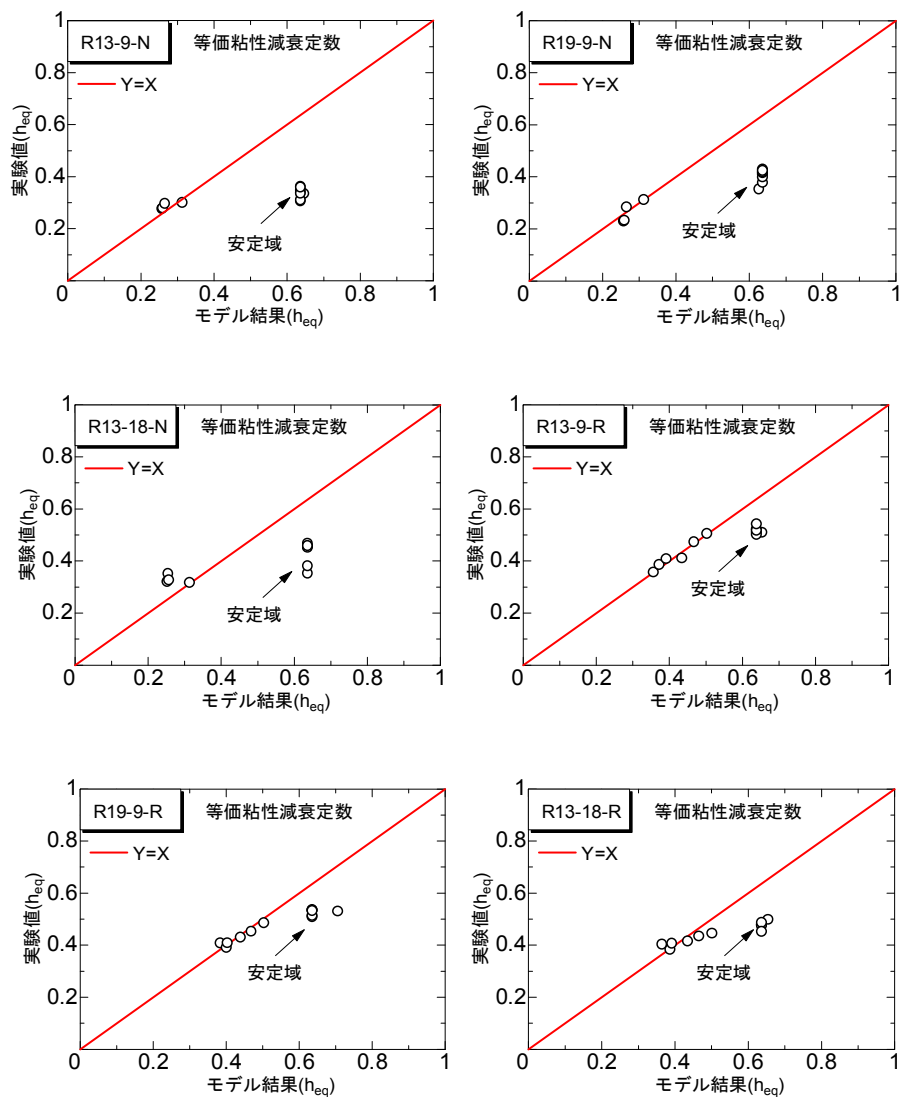 1
R13-9-N 等価粘性減衰定数
0.8
Y=X
0.6
0.4
0.2
安定域
実験値(heq)
0 0.2 0.4 0.6 0.8 1
モデル結果(heq)
1
R19-9-N 等価粘性減衰定数
0.8
Y=X
0.6
0.4
0.2
安定域
実験値(heq)
0 0.2 0.4 0.6 0.8 1
モデル結果(heq)
1
R13-18-N 等価粘性減衰定数
0.8
Y=X
0.6
0.4
0.2
安定域
実験値(heq)
0 0.2 0.4 0.6 0.8 1
モデル結果(heq)
1
R13-9-R 等価粘性減衰定数
0.8
Y=X
0.6
0.4
0.2
安定域
実験値(heq)
0 0.2 0.4 0.6 0.8 1
モデル結果(heq)
1
R19-9-R 等価粘性減衰定数
0.8
Y=X
0.6
0.4
0.2
安定域
実験値(heq)
0 0.2 0.4 0.6 0.8 1
モデル結果(heq)
1
R13-18-R 等価粘性減衰定数
0.8
Y=X
0.6
0.4
0.2
安定域
実験値(heq)
0 0.2 0.4 0.6 0.8 1
モデル結果(heq)